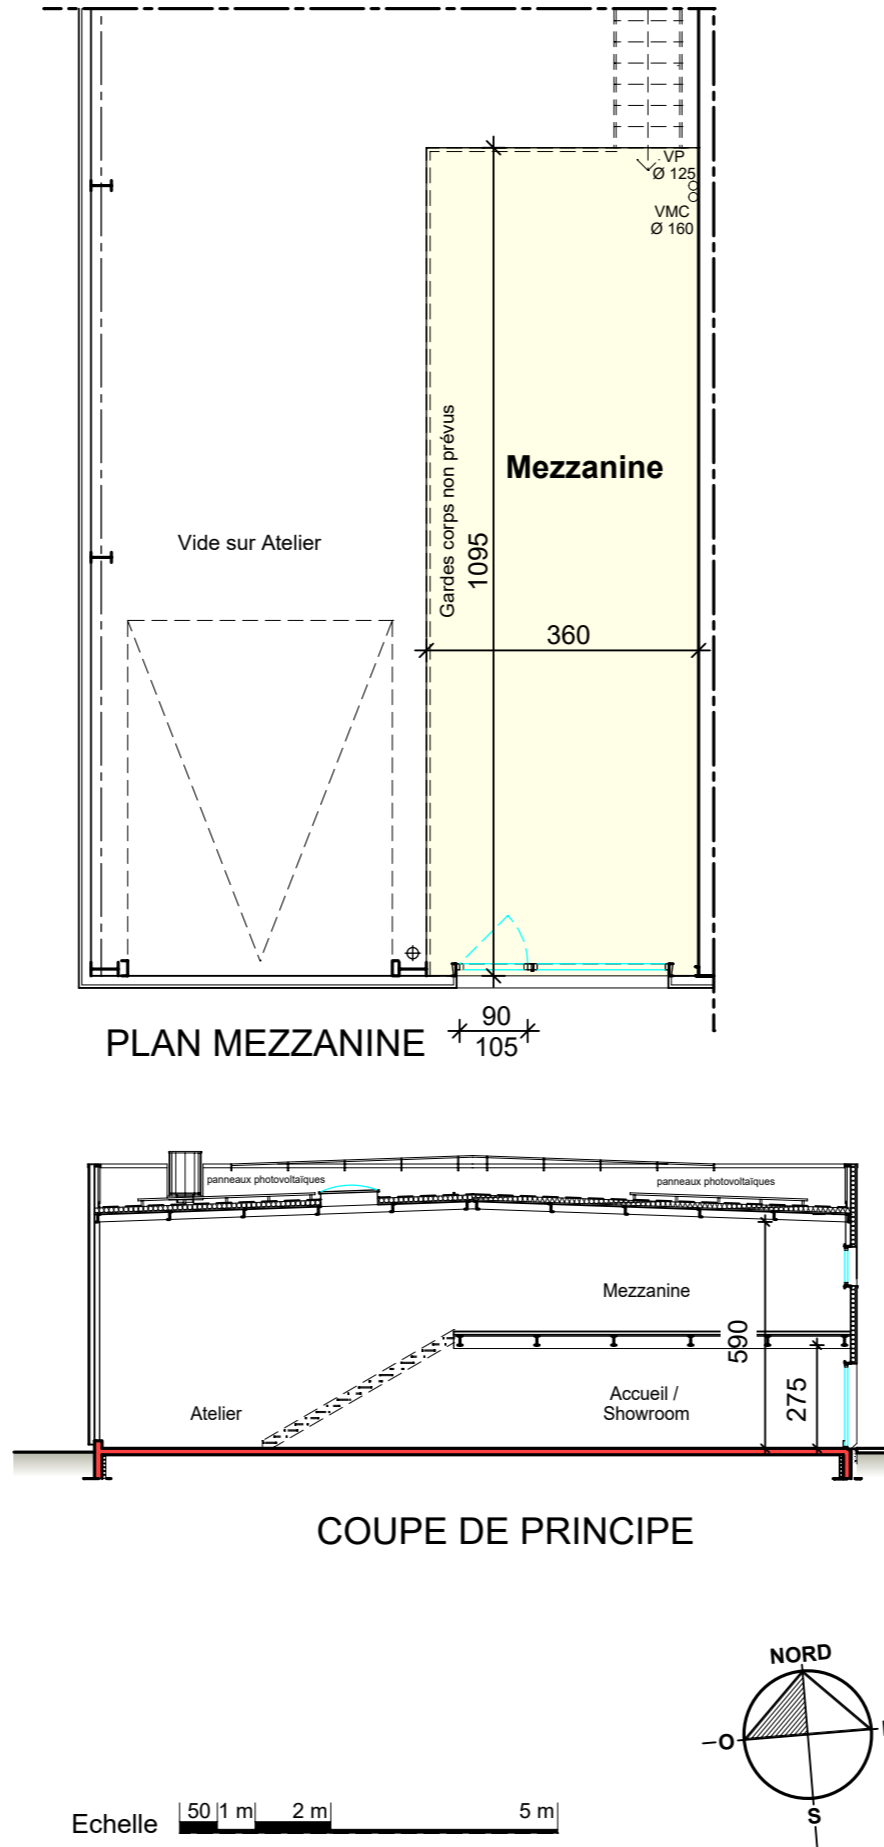 VP
Ø 125
VMC
Ø 160
Gardes corps non prévus
1095
Mezzanine
Vide sur Atelier
360
PLAN MEZZANINE
90
105
panneaux photovoltaïques
panneaux photovoltaïques
Mezzanine
590
275
Atelier
Accueil /
Showroom
COUPE DE PRINCIPE
NORD
O
S
Echelle
50 1 m 2 m 5 m